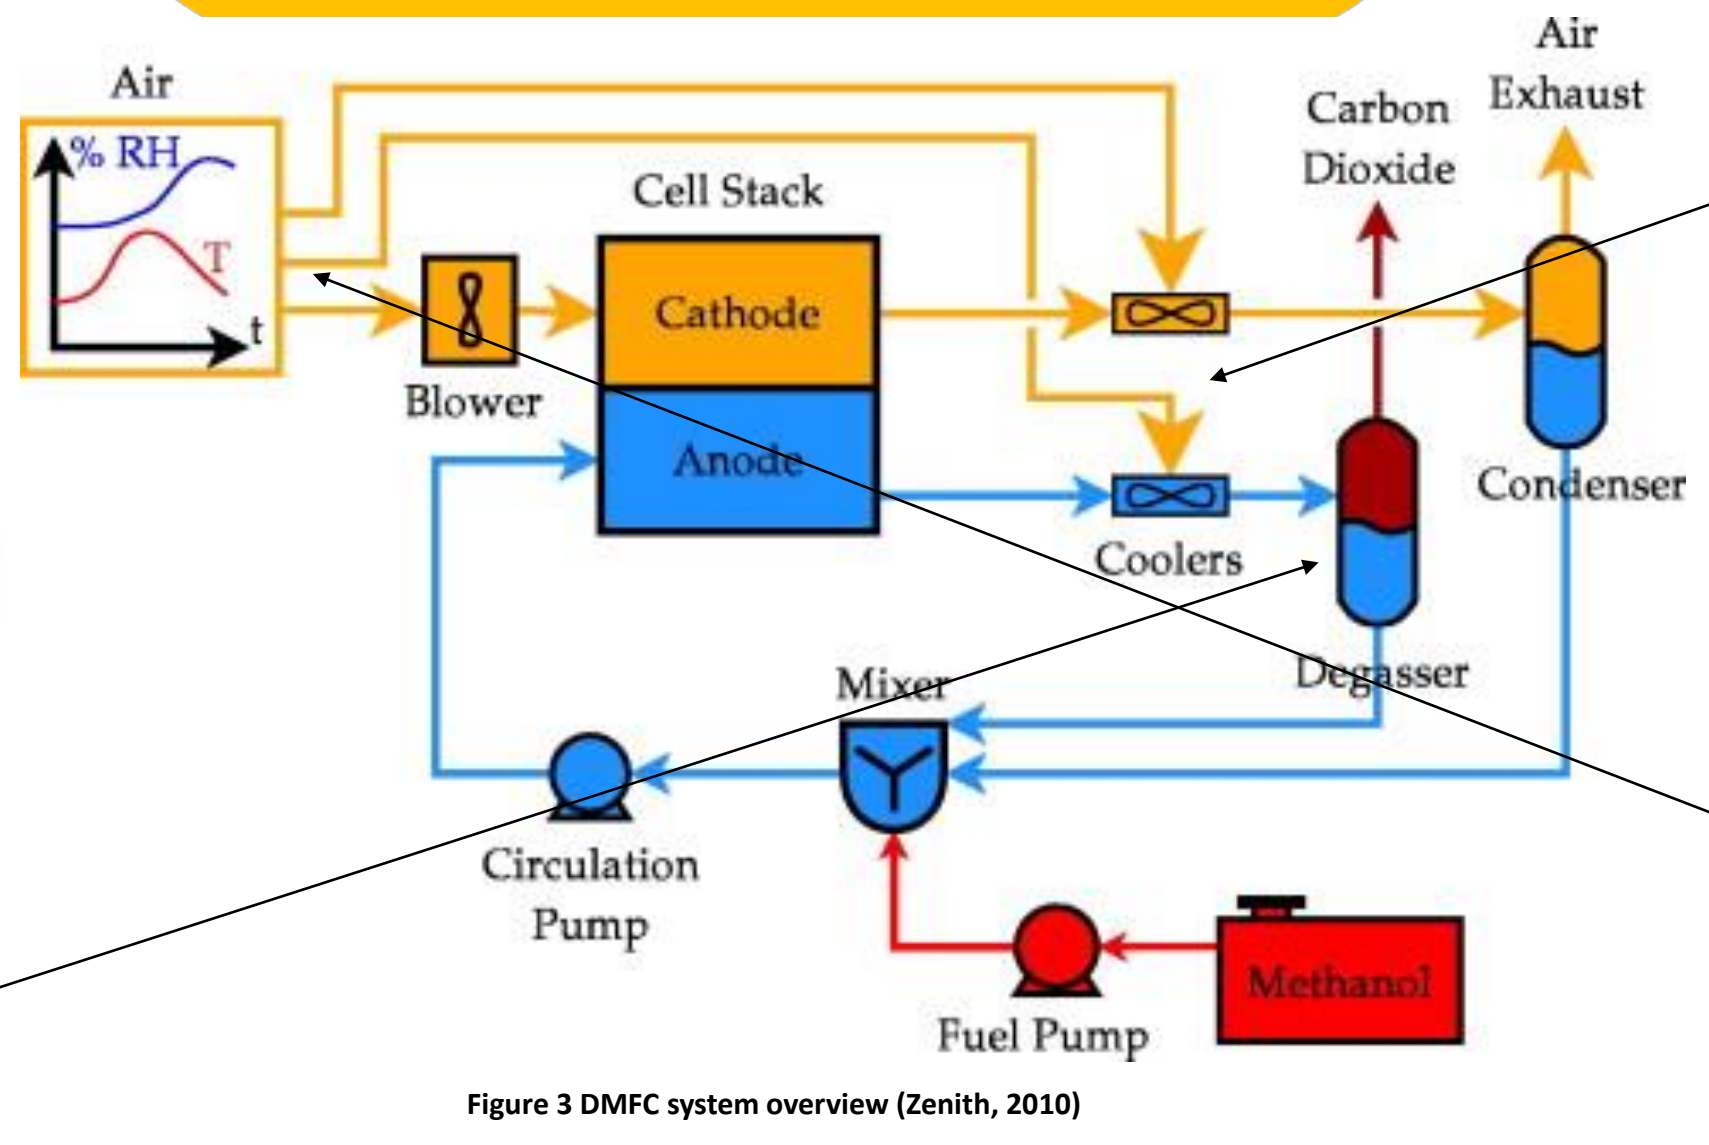 Air
Exhaust
Air
Carbon
Dioxide
% RH
T
t
Cell Stack
Cathode
Anode
Blower
Coolers
Condenser
Degasser
Mixer
Circulation
Pump
Methanol
Fuel Pump
Figure 3 DMFC system overview (Zenith, 2010)